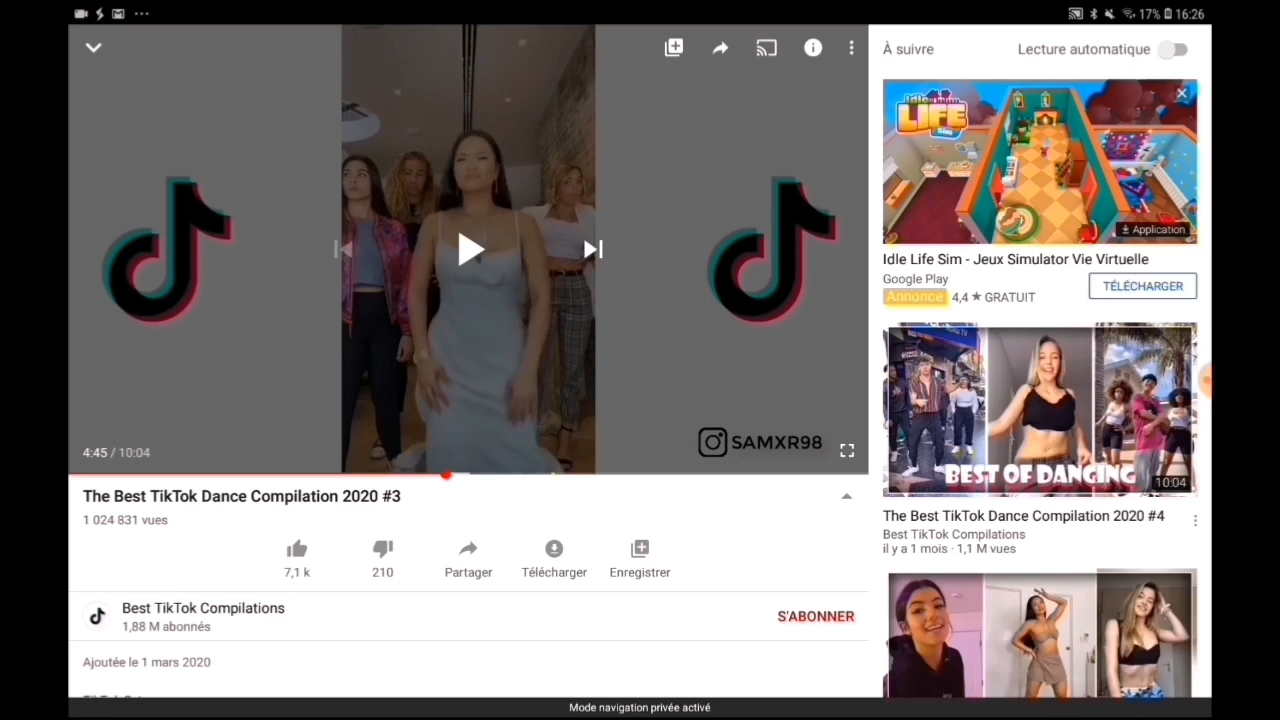 17% 16:26
4:45 / 10:04
SAMXR98
The Best TikTok Dance Compilation 2020 #3
1 024 831 vues
7,1 k
210
Partager
Télécharger
Enregistrer
Best TikTok Compilations
1,88 M abonnés
S'ABONNER
Ajoutée le 1 mars 2020
À suivre
Lecture automatique
Idle Life Sim
Application
Idle Life Sim - Jeux Simulator Vie Virtuelle
Google Play
Annonce 4,4 ★ GRATUIT
TÉLÉCHARGER
BEST OF DANCING
10:04
The Best TikTok Dance Compilation 2020 #4
Best TikTok Compilations
il y a 1 mois · 1,1 M vues
Mode navigation privée activé